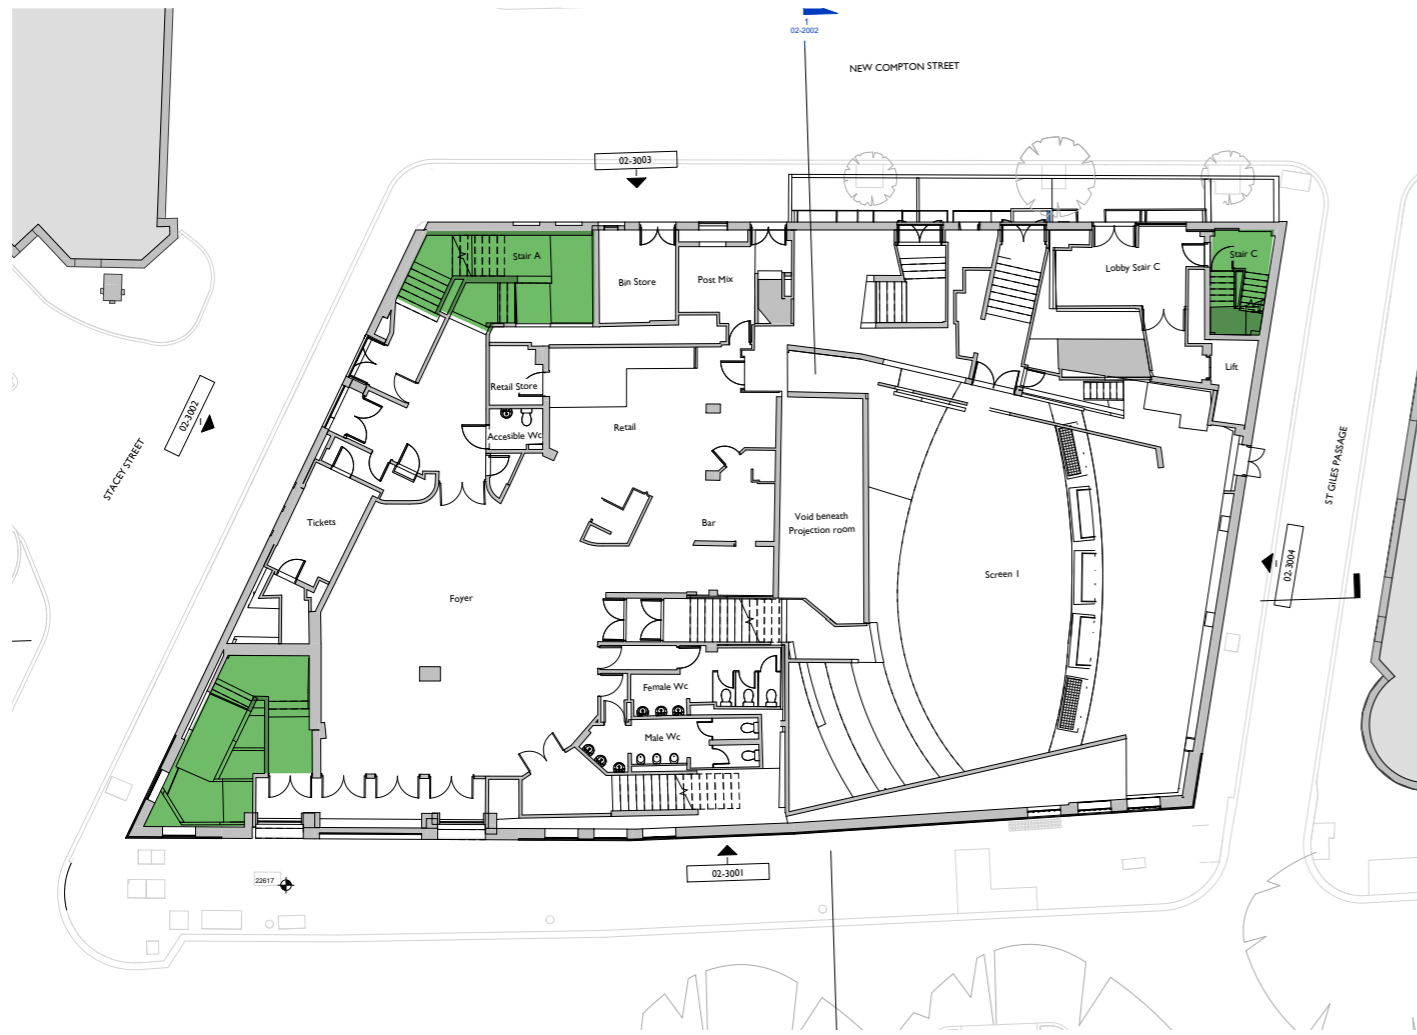 1
02-2002
NEW COMPTON STREET
02-3003
Stair A
Bin Store
Post Mix
Lobby Stair C
Stair C
Lift
Retail Store
Accesible Wc
Retail
02-3002
1
STACEY STREET
ST GILES PASSAGE
Tickets
Bar
Void beneath
Projection room
Screen 1
Foyer
02-3004
1
Female Wc
Male Wc
02-3001
22617